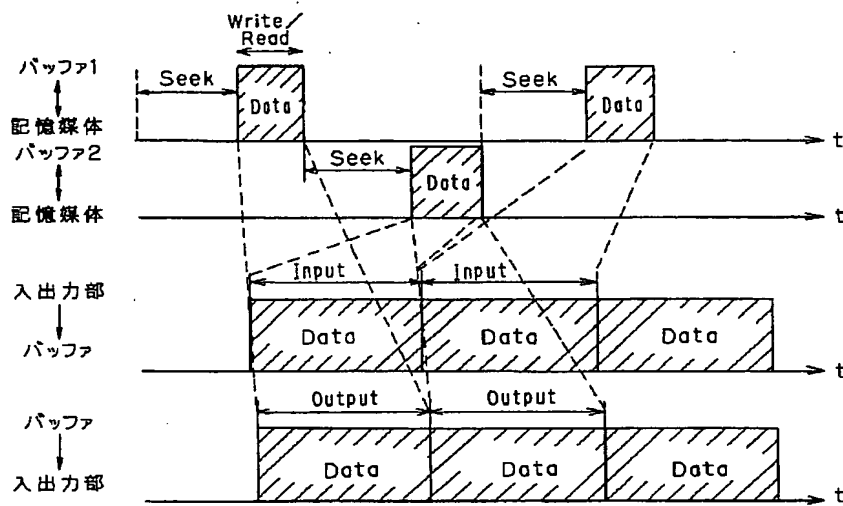 Write/
Read
バッファ1
Seek
Data
Seek
Data
記憶媒体
t
バッファ2
Seek
Data
記憶媒体
t
Input
Input
入出力部
Data
Data
Data
バッファ
t
Output
Output
バッファ
Data
Data
Data
入出力部
t